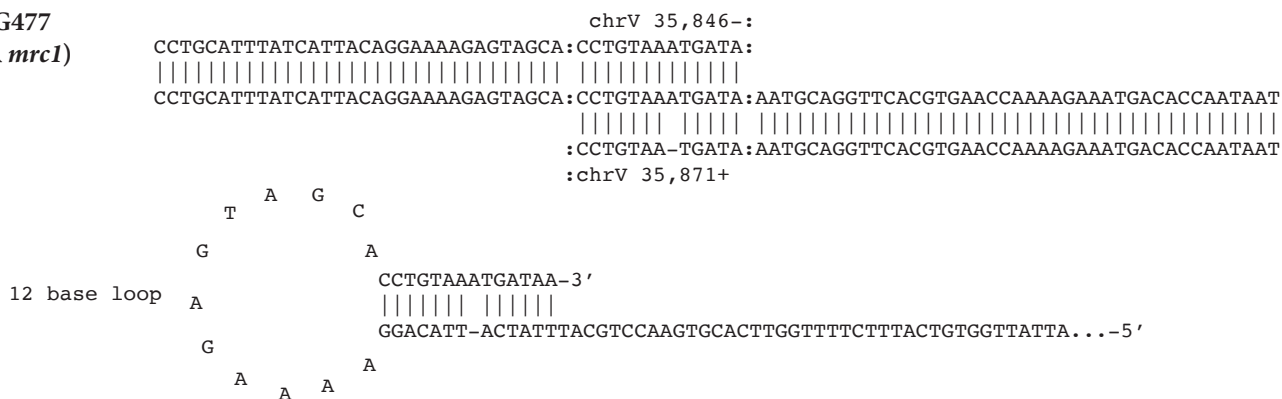 G477
mrc1)
chrV 35,846-:
CCTGCATTTATCATTACAGGAAAAGAGTAGCA:CCTGTAAATGATA:
CCTGCATTTATCATTACAGGAAAAGAGTAGCA:CCTGTAAATGATA:AATGCAGGTTCACGTGAACCAAAAGAAATGACACCAATAAT
:CCTGTAA-TGATA:AATGCAGGTTCACGTGAACCAAAAGAAATGACACCAATAAT
:chrV 35,871+
A G
T C
G A
CCTGTAAATGATAA-3′
12 base loop A
GGACATT-ACTATTTACGTCCAAGTGCACTTGGTTTTCTTTACTGTGGTTATTA...-5′
G
A
A A
A